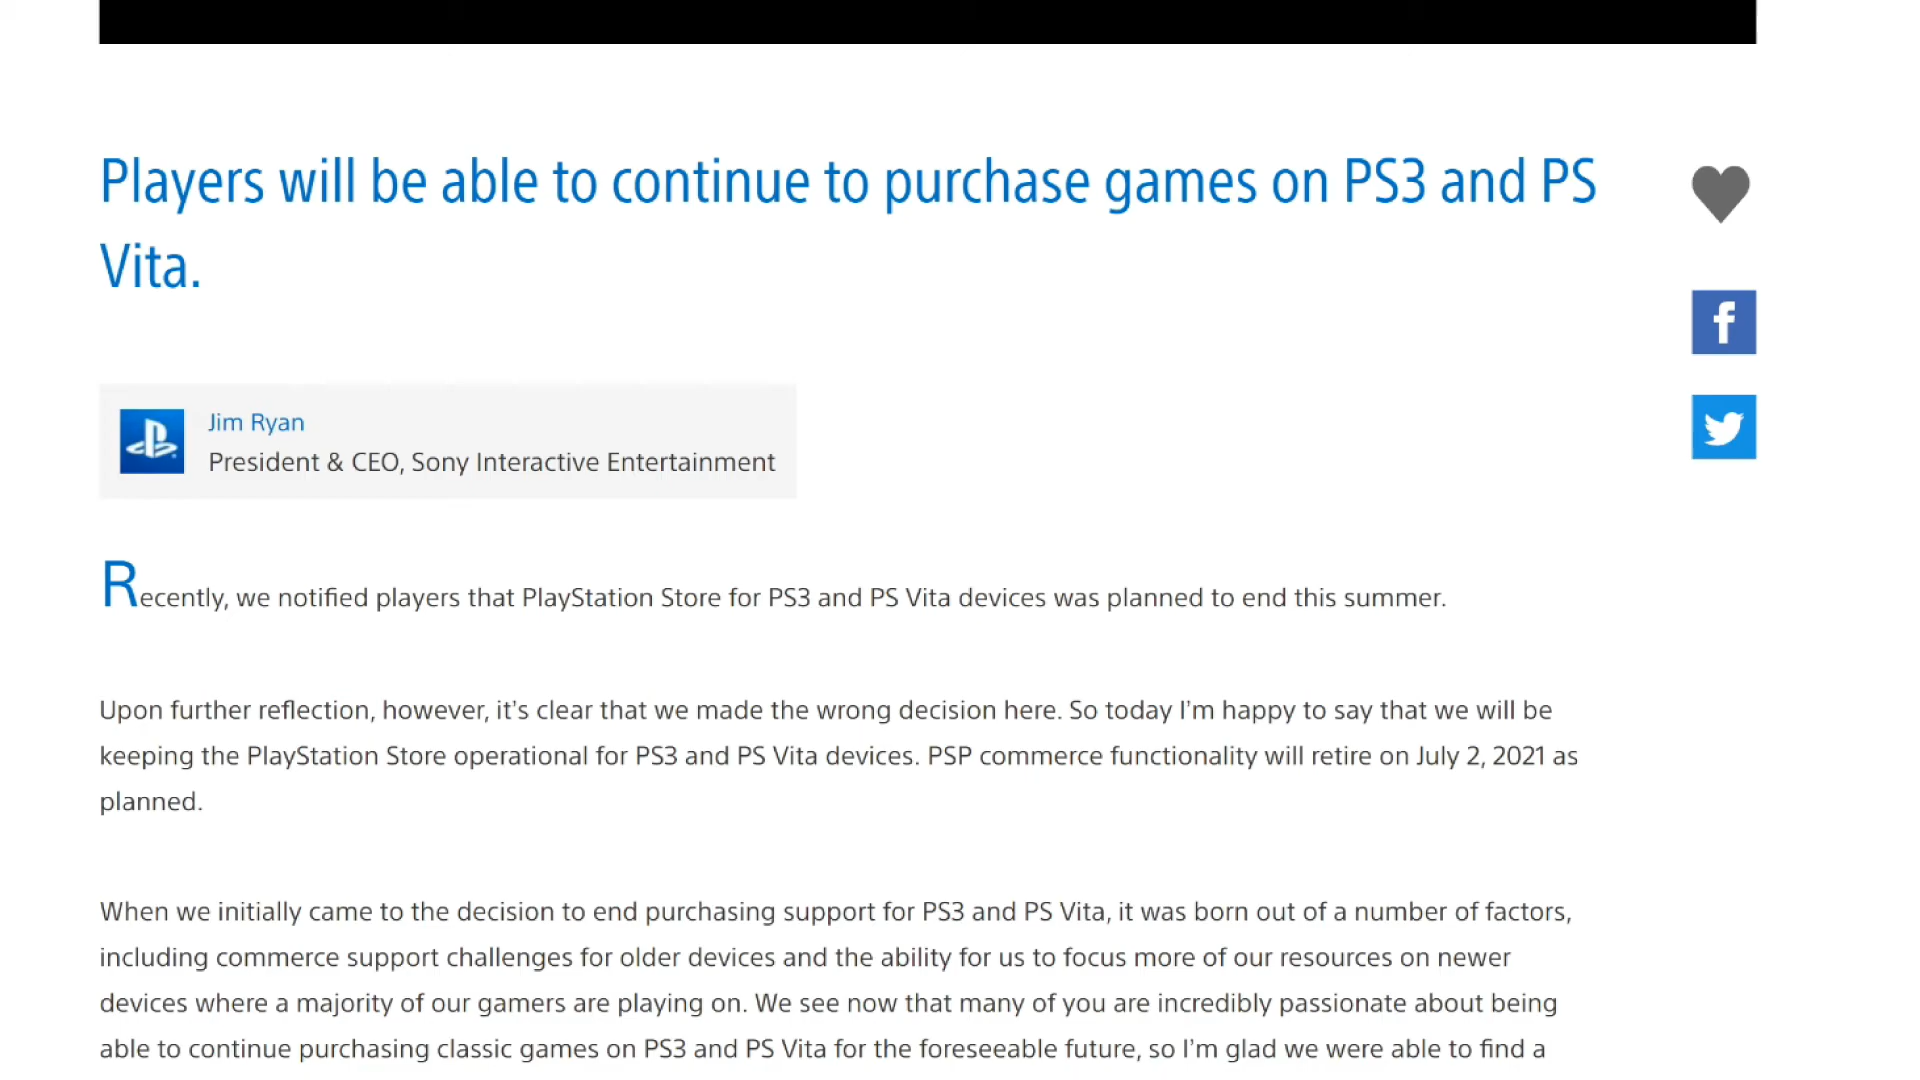 Players will be able to continue to purchase games on PS3 and PS
Vita.
Jim Ryan
President & CEO, Sony Interactive Entertainment
Recently, we notified players that PlayStation Store for PS3 and PS Vita devices was planned to end this summer.
Upon further reflection, however, it’s clear that we made the wrong decision here. So today I’m happy to say that we will be
keeping the PlayStation Store operational for PS3 and PS Vita devices. PSP commerce functionality will retire on July 2, 2021 as
planned.
When we initially came to the decision to end purchasing support for PS3 and PS Vita, it was born out of a number of factors,
including commerce support challenges for older devices and the ability for us to focus more of our resources on newer
devices where a majority of our gamers are playing on. We see now that many of you are incredibly passionate about being
able to continue purchasing classic games on PS3 and PS Vita for the foreseeable future, so I’m glad we were able to find a